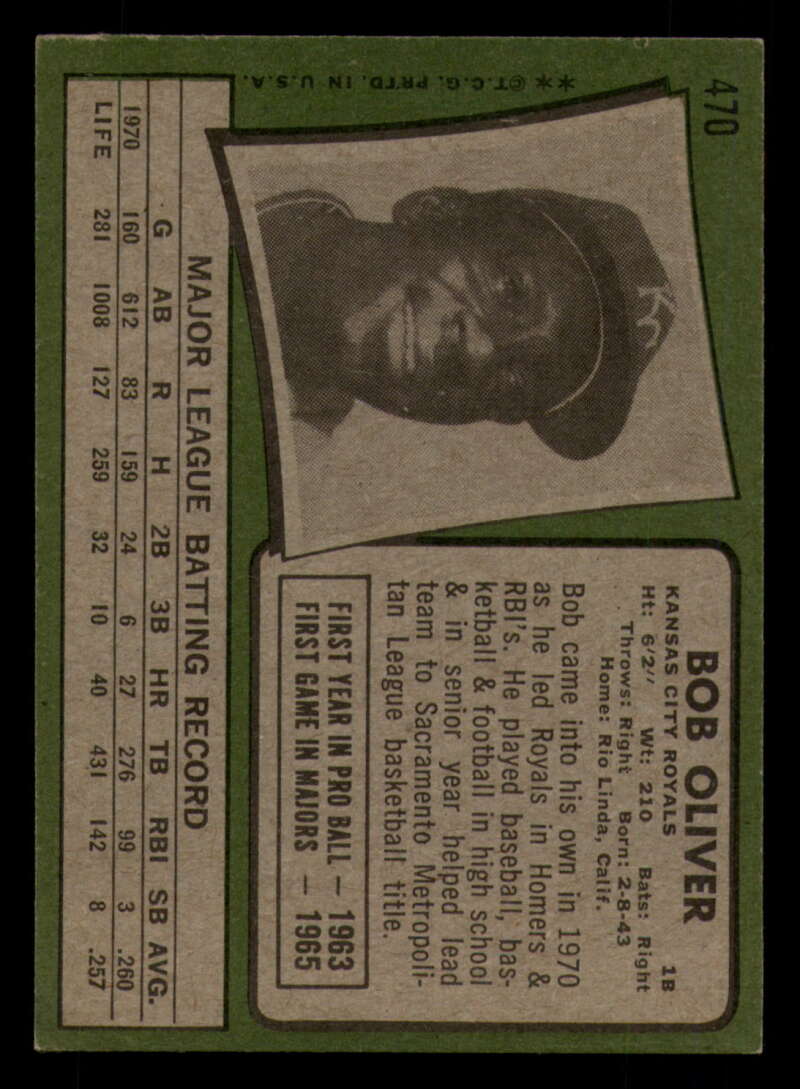 470
** ©T.C.G. PRTD. IN U.S.A.
KC
BOB OLIVER
KANSAS CITY ROYALS 1B
Ht: 6'2" Wt: 210 Bats: Right
Throws: Right Born: 2-8-43
Home: Rio Linda, Calif.
Bob came into his own in 1970
as he led Royals in Homers &
RBI's. He played baseball, bas-
ketball & football in high school
& in senior year helped lead
team to Sacramento Metropoli-
tan League basketball title.
FIRST YEAR IN PRO BALL — 1963
FIRST GAME IN MAJORS — 1965
MAJOR LEAGUE BATTING RECORD
G AB R H 2B 3B HR TB RBI SB AVG.
1970 160 612 83 159 24 6 27 276 99 3 .260
LIFE 281 1008 127 259 32 10 40 431 142 8 .257